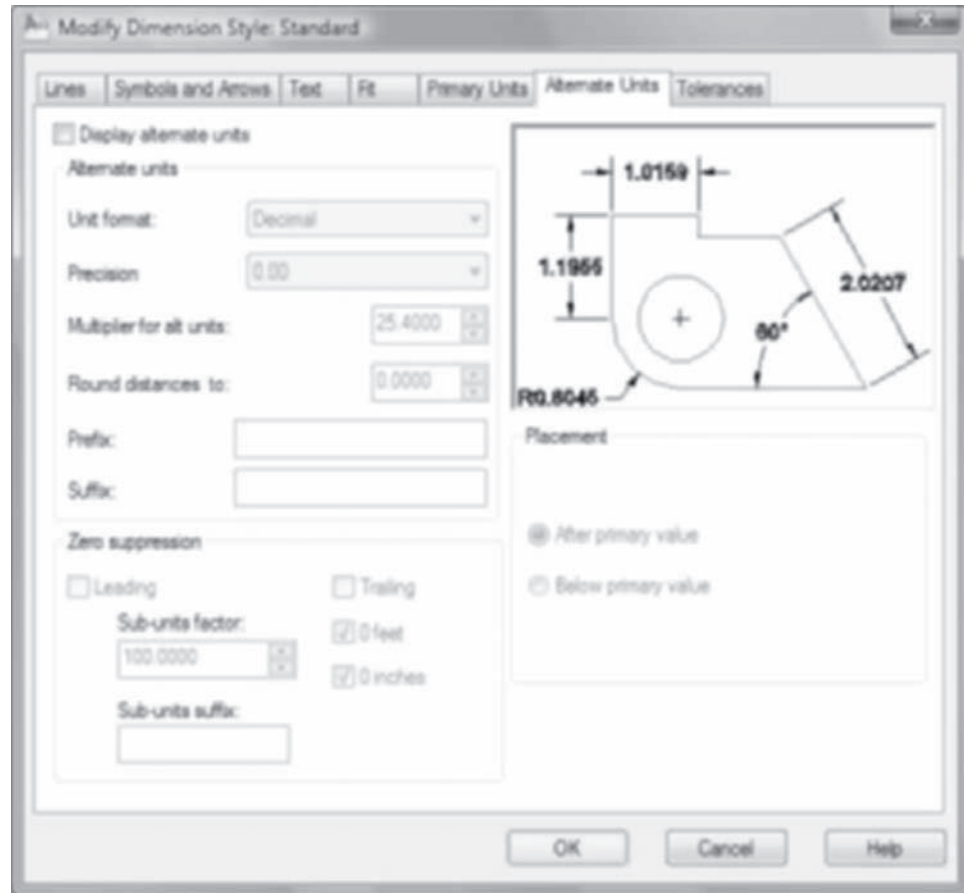 Modify Dimension Style: Standard
Lines
Symbols and Arrows
Text
Fit
Primary Units
Alternate Units
Tolerances
Display alternate units
Alternate units
Unit format:
Decimal
Precision
0.00
Multiplier for alt units:
25.4000
Round distances to:
0.0000
Prefix:
Suffix:
Zero suppression
Leading
Trailing
Sub-units factor:
100.0000
0 feet
0 inches
Sub-units suffix:
1.0159
1.1955
2.0207
60°
R0.8045
Placement
After primary value
Below primary value
OK
Cancel
Help